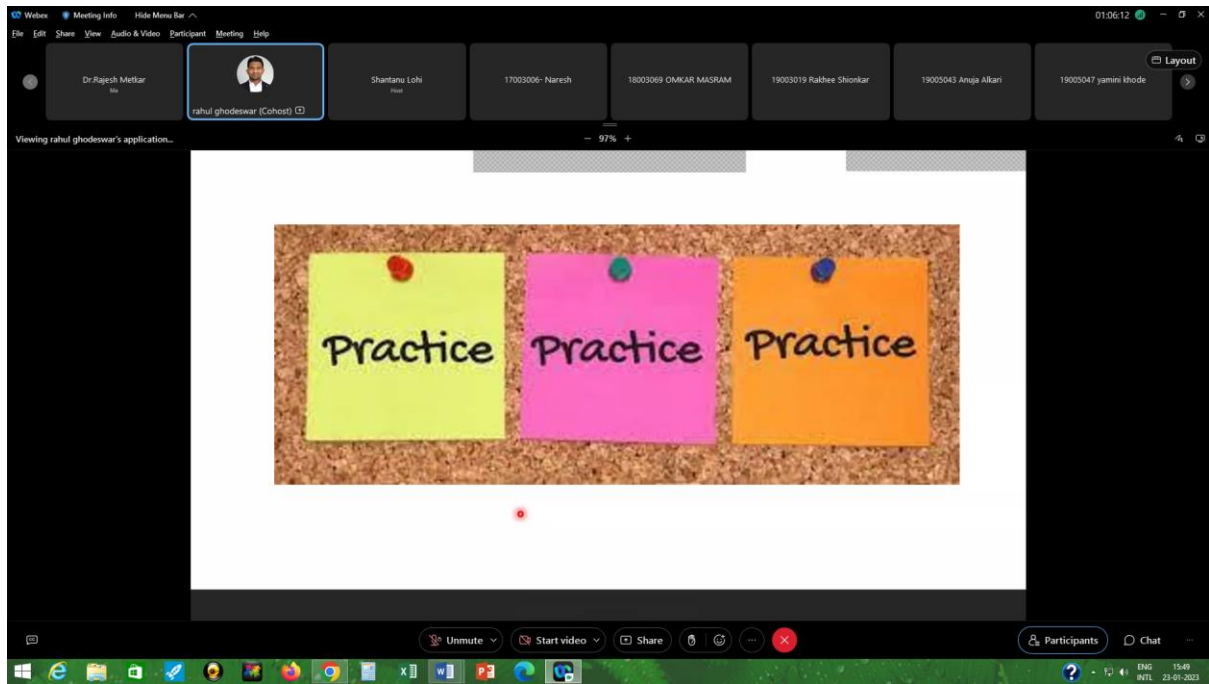 Webex Meeting Info Hide Menu Bar 01:06:12
File Edit Share View Audio & Video Participant Meeting Help
Layout
Dr.Rajesh Metkar
Me
rahul ghodeswar (Cohost)
Shantanu Lohi
Host
17003006- Naresh
18003069 OMKAR MASRAM
19003019 Rakhee Shionkar
19005043 Anuja Alkari
19005047 yamini khode
Viewing rahul ghodeswar's application... − 97% +
Practice Practice Practice
Unmute Start video Share Participants Chat
ENG 15:49
INTL 23-01-2023